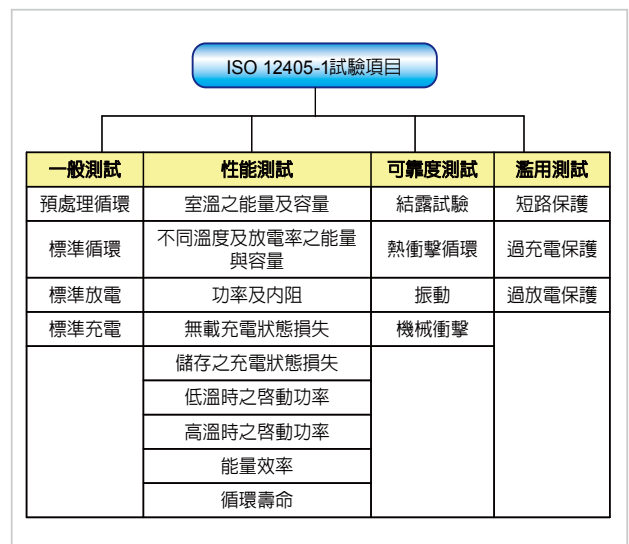 ISO 12405-1試驗項目
一般測試 性能測試 可靠度測試 濫用測試
預處理循環 室溫之能量及容量 結露試驗 短路保護
標準循環 不同溫度及放電率之能量與容量 熱衝擊循環 過充電保護
標準放電 功率及內阻 振動 過放電保護
標準充電 無載充電狀態損失 機械衝擊
儲存之充電狀態損失
低溫時之啓動功率
高溫時之啓動功率
能量效率
循環壽命